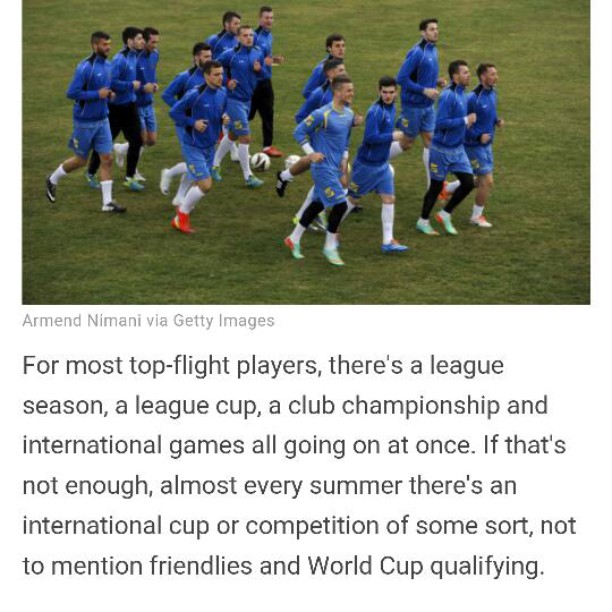 Armend Nimani via Getty Images
For most top-flight players, there's a league
season, a league cup, a club championship and
international games all going on at once. If that's
not enough, almost every summer there's an
international cup or competition of some sort, not
to mention friendlies and World Cup qualifying.